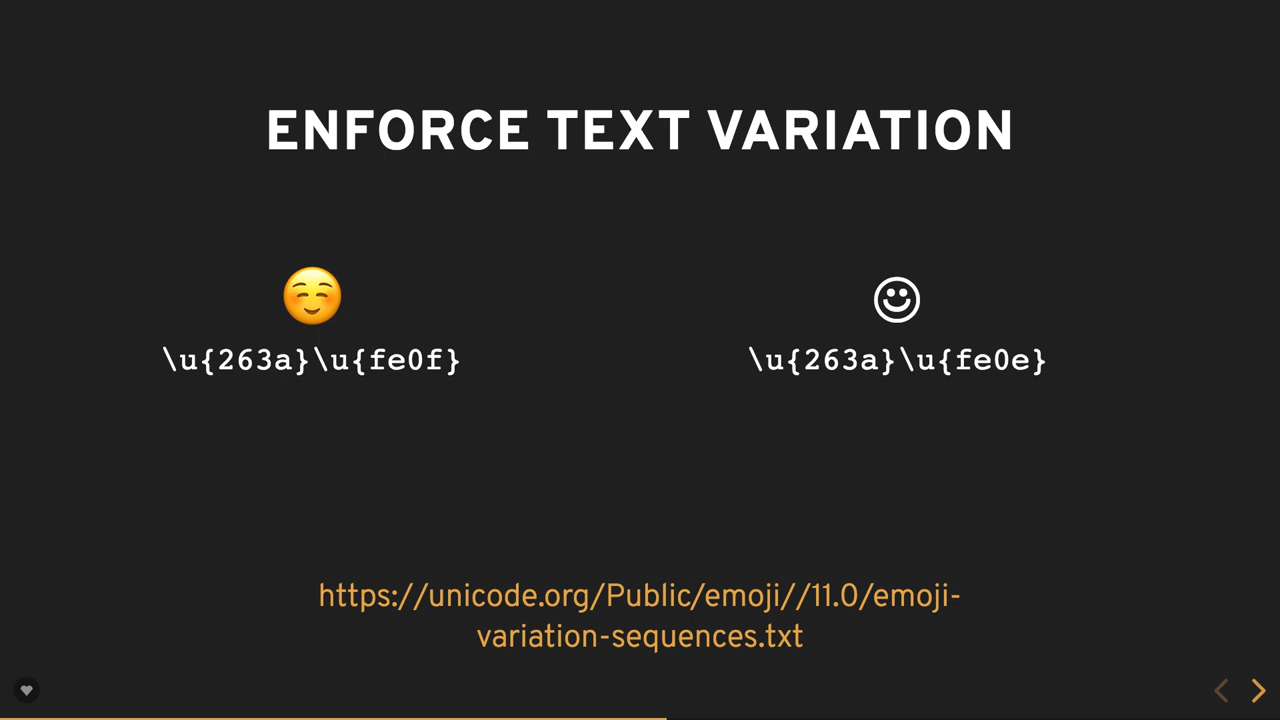 ENFORCE TEXT VARIATION
☺️ ☺︎
\u{263a}\u{fe0f} \u{263a}\u{fe0e}
https://unicode.org/Public/emoji//11.0/emoji-
variation-sequences.txt